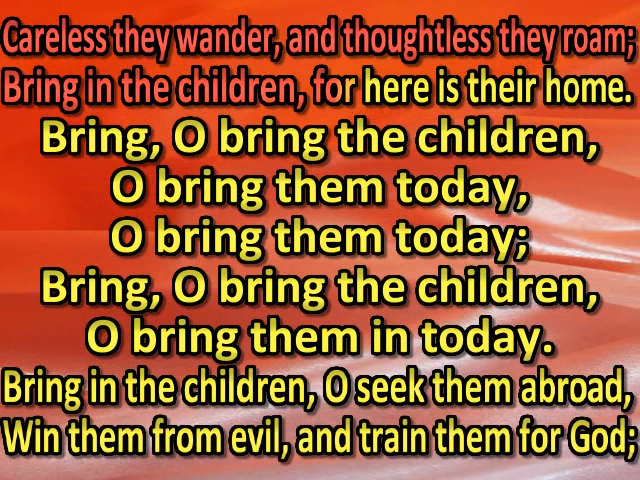 Careless they wander, and thoughtless they roam;
Bring in the children, for here is their home.
Bring, O bring the children,
O bring them today,
O bring them today;
Bring, O bring the children,
O bring them in today.
Bring in the children, O seek them abroad,
Win them from evil, and train them for God;